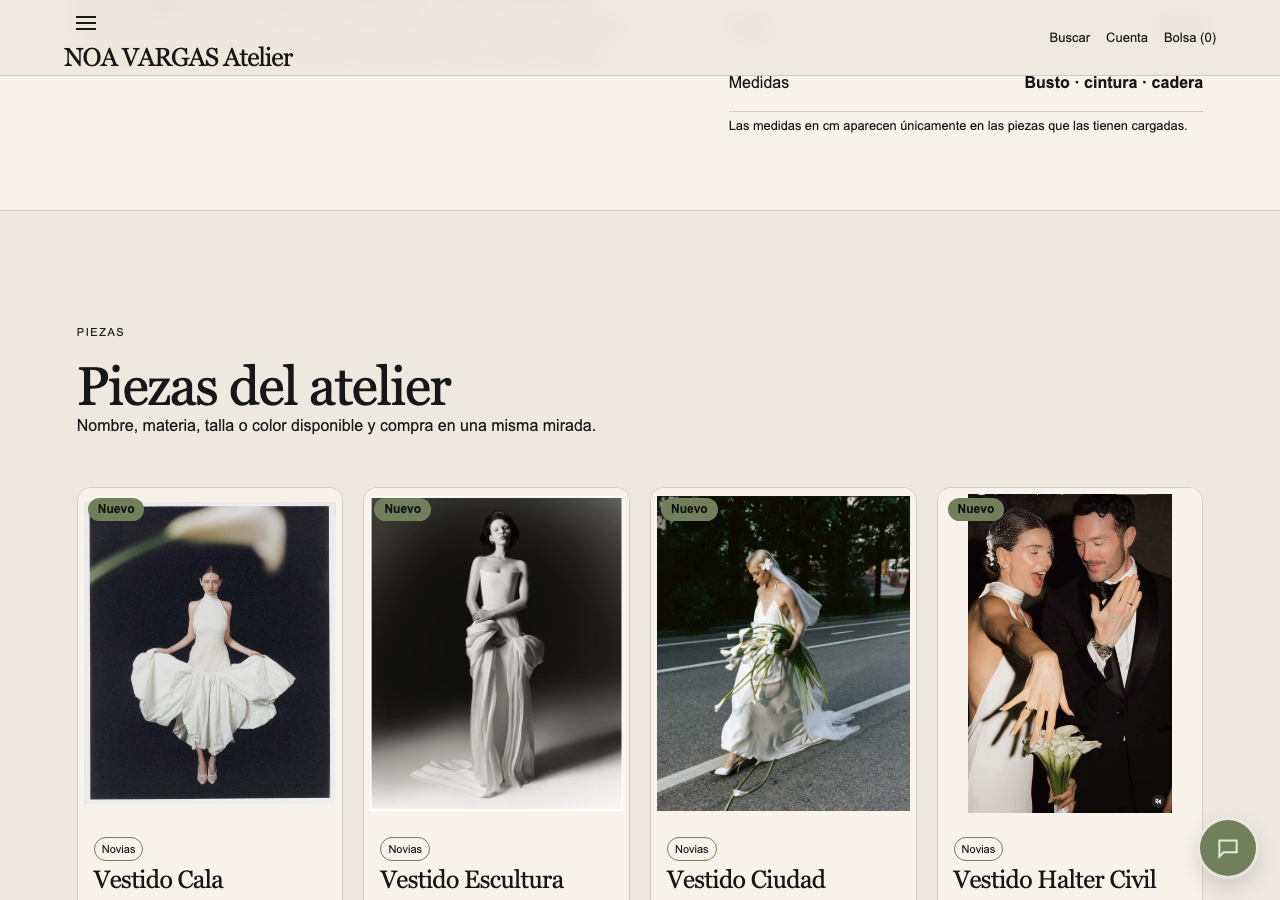 NOA VARGAS Atelier
Buscar Cuenta Bolsa (0)
Medidas Busto · cintura · cadera
Las medidas en cm aparecen únicamente en las piezas que las tienen cargadas.
PIEZAS
Piezas del atelier
Nombre, materia, talla o color disponible y compra en una misma mirada.
Nuevo Nuevo Nuevo Nuevo
Novias Novias Novias Novias
Vestido Cala Vestido Escultura Vestido Ciudad Vestido Halter Civil